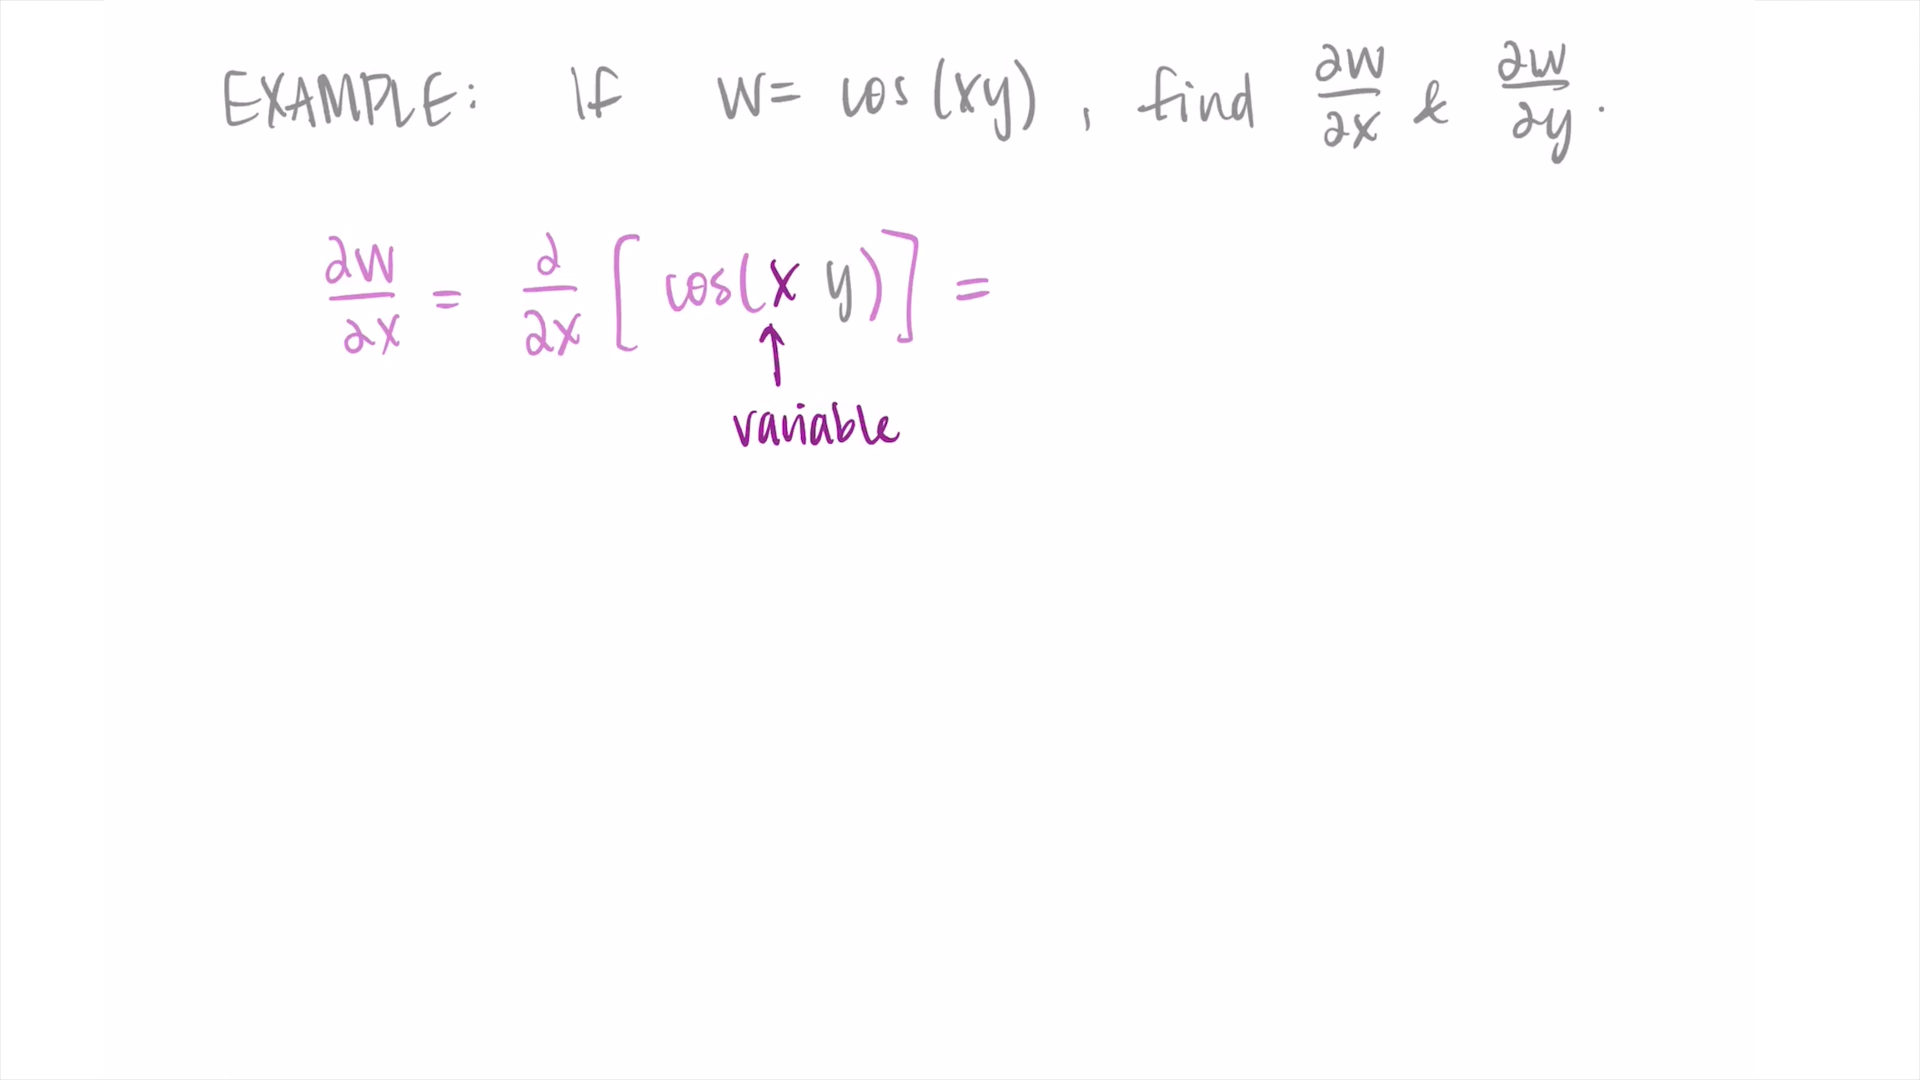 EXAMPLE: If w = cos(xy), find ∂w/∂x & ∂w/∂y.
∂w/∂x = ∂/∂x [cos(x y)] =
↑
variable